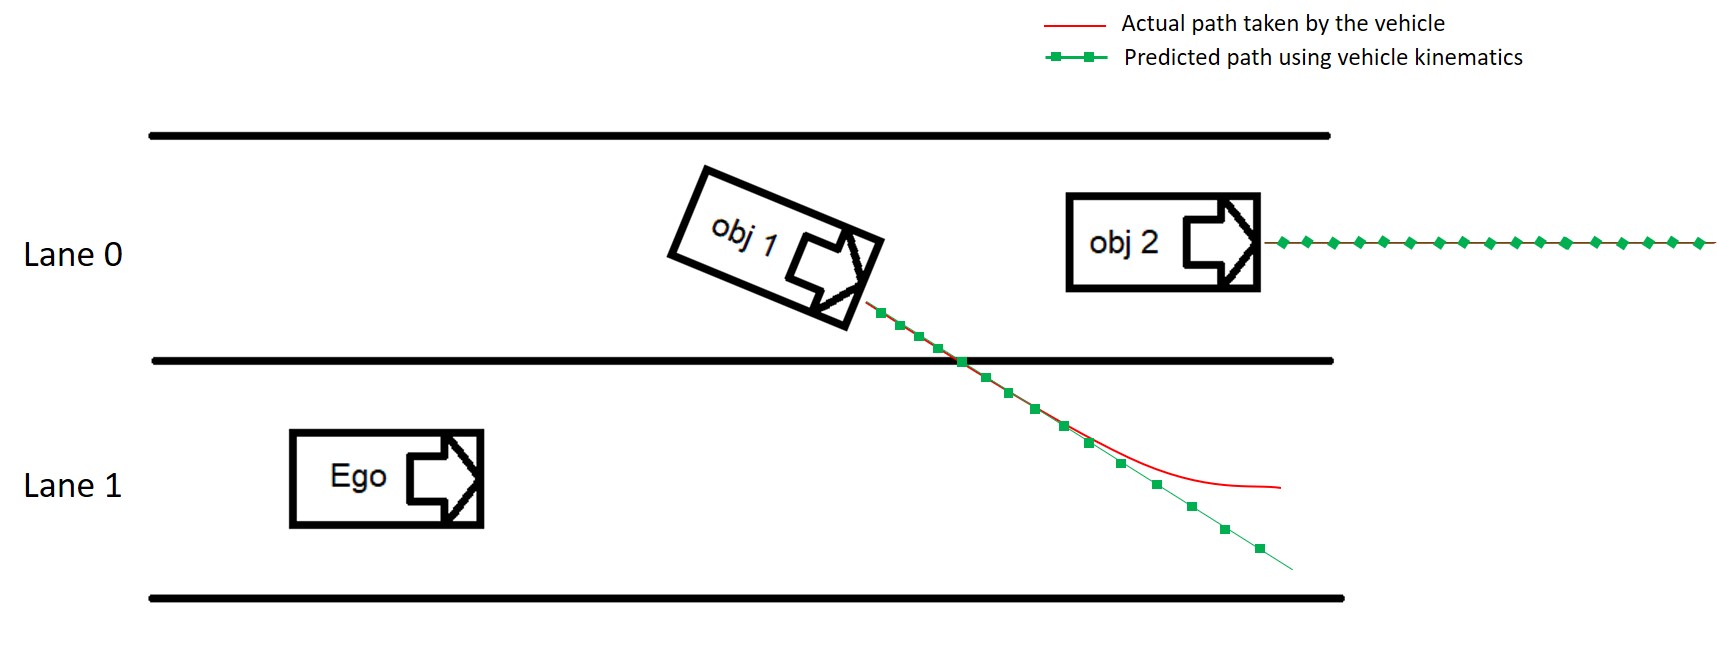 Actual path taken by the vehicle
Predicted path using vehicle kinematics
Lane 0
obj 1
obj 2
Lane 1
Ego